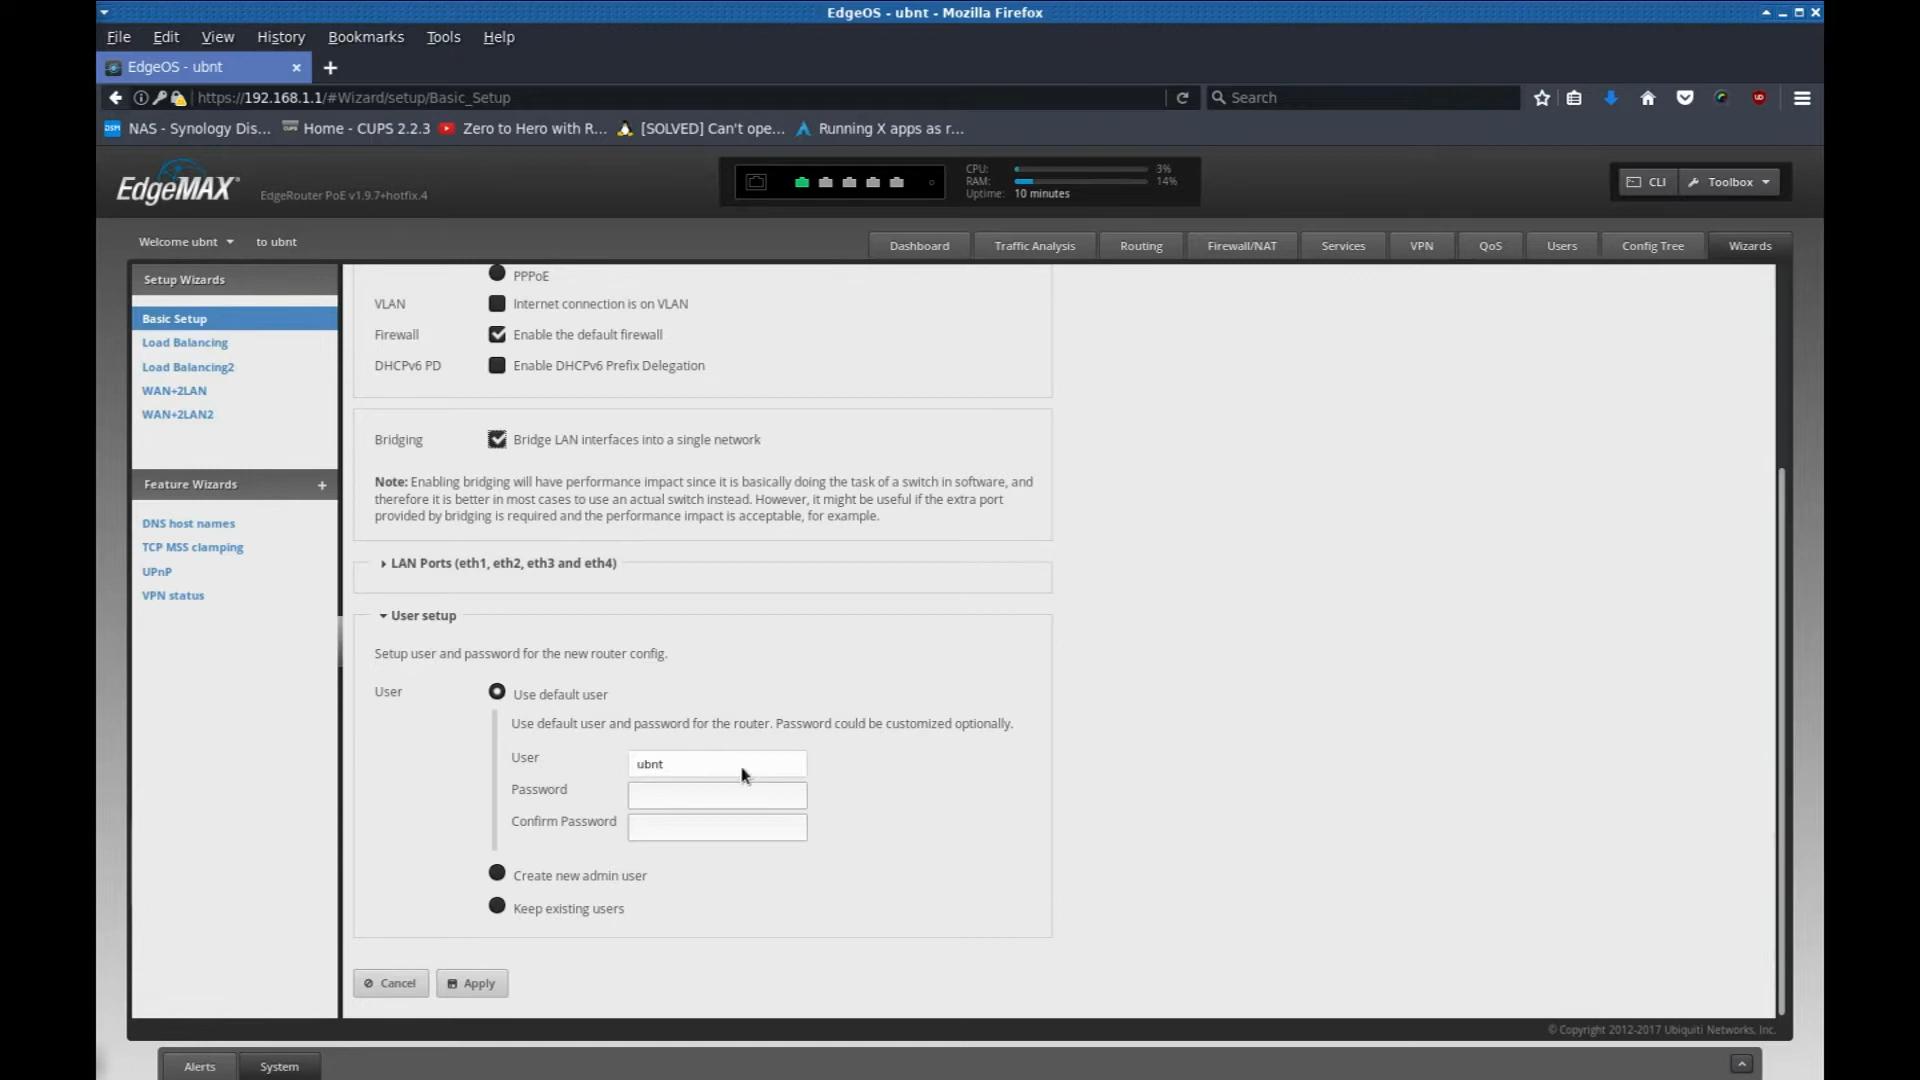 EdgeOS - ubnt - Mozilla Firefox
File Edit View History Bookmarks Tools Help
EdgeOS - ubnt × +
https://192.168.1.1/#Wizard/setup/Basic_Setup
Search
NAS - Synology Dis... Home - CUPS 2.2.3 Zero to Hero with R... [SOLVED] Can't ope... Running X apps as r...
EdgeMAX
EdgeRouter PoE v1.9.7+hotfix.4
CPU: 3%
RAM: 14%
Uptime: 10 minutes
CLI Toolbox
Welcome ubnt to ubnt
Dashboard Traffic Analysis Routing Firewall/NAT Services VPN QoS Users Config Tree Wizards
Setup Wizards
Basic Setup
Load Balancing
Load Balancing2
WAN+2LAN
WAN+2LAN2
Feature Wizards +
DNS host names
TCP MSS clamping
UPnP
VPN status
PPPoE
VLAN Internet connection is on VLAN
Firewall Enable the default firewall
DHCPv6 PD Enable DHCPv6 Prefix Delegation
Bridging Bridge LAN interfaces into a single network
Note: Enabling bridging will have performance impact since it is basically doing the task of a switch in software, and
therefore it is better in most cases to use an actual switch instead. However, it might be useful if the extra port
provided by bridging is required and the performance impact is acceptable, for example.
LAN Ports (eth1, eth2, eth3 and eth4)
User setup
Setup user and password for the new router config.
User Use default user
Use default user and password for the router. Password could be customized optionally.
User ubnt
Password
Confirm Password
Create new admin user
Keep existing users
Cancel Apply
© Copyright 2012-2017 Ubiquiti Networks, Inc.
Alerts System